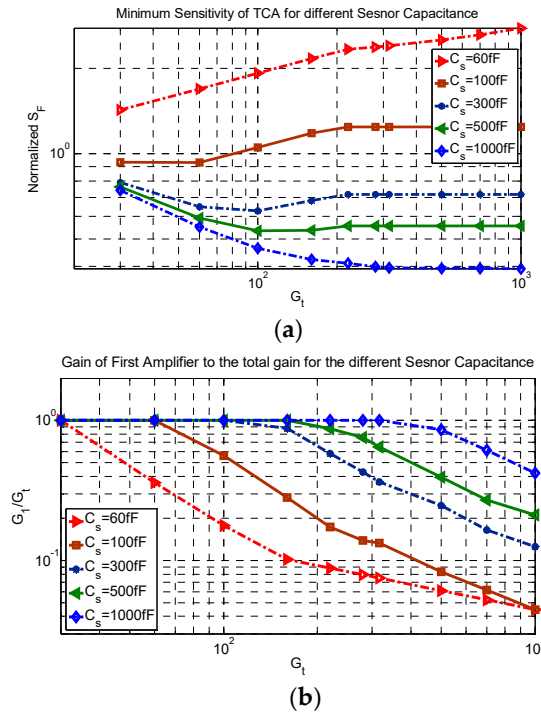 Minimum Sensitivity of TCA for different Sesnor Capacitance
Normalized S_F
10^0
C_s=60fF
C_s=100fF
C_s=300fF
C_s=500fF
C_s=1000fF
10^2
10^3
G_t
(a)
Gain of First Amplifier to the total gain for the different Sesnor Capacitance
G_1/G_t
10^0
10^-1
C_s=60fF
C_s=100fF
C_s=300fF
C_s=500fF
C_s=1000fF
10^2
10
G_t
(b)